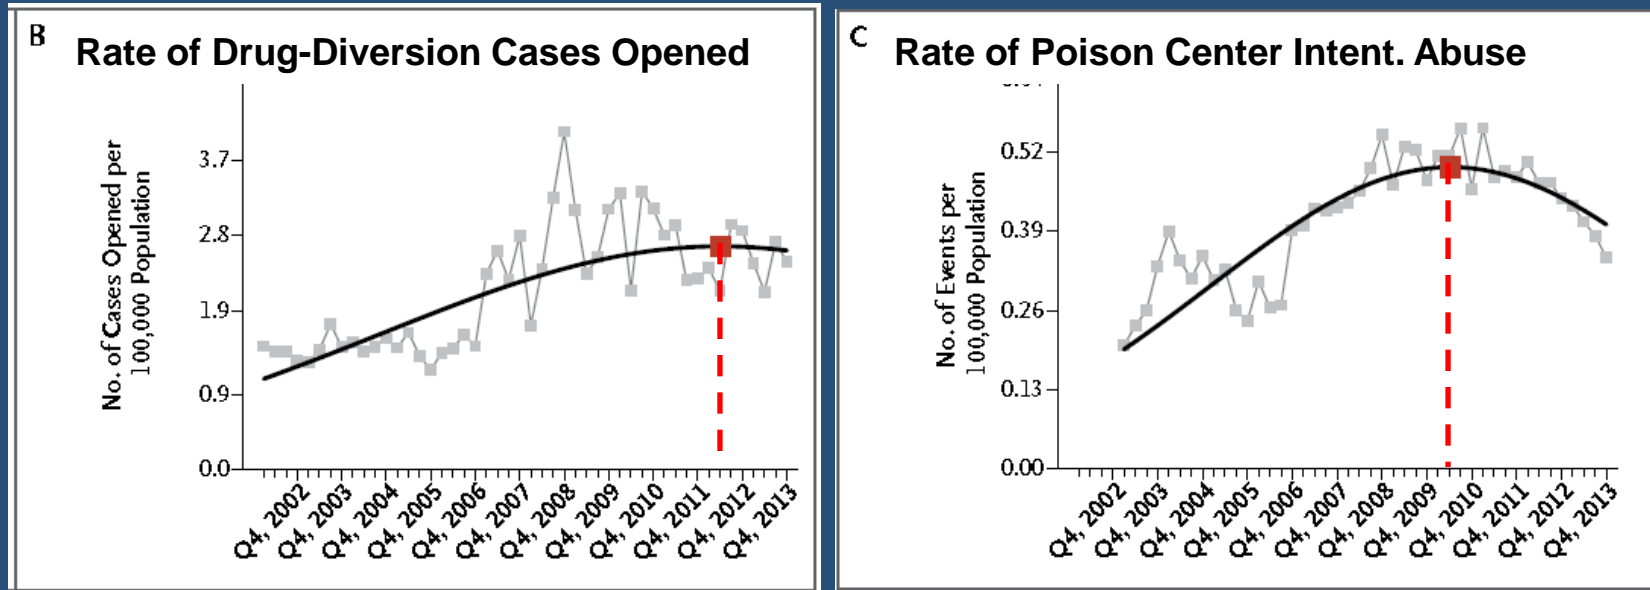 B
Rate of Drug-Diversion Cases Opened
No. of Cases Opened per
100,000 Population
3.7
2.8
1.9
0.9
0.0
Q4, 2002
Q4, 2003
Q4, 2004
Q4, 2005
Q4, 2006
Q4, 2007
Q4, 2008
Q4, 2009
Q4, 2010
Q4, 2011
Q4, 2012
Q4, 2013
C
Rate of Poison Center Intent. Abuse
No. of Events per
100,000 Population
0.52
0.39
0.26
0.13
0.00
Q4, 2002
Q4, 2003
Q4, 2004
Q4, 2005
Q4, 2006
Q4, 2007
Q4, 2008
Q4, 2009
Q4, 2010
Q4, 2011
Q4, 2012
Q4, 2013